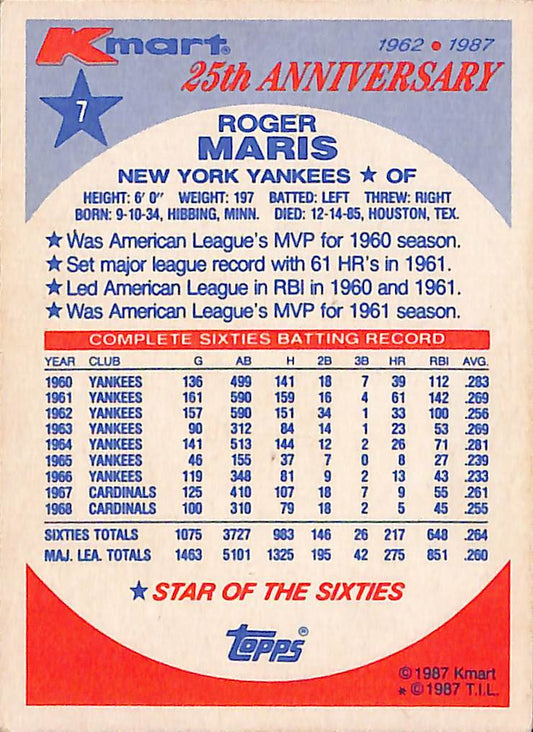 Kmart® 1962 • 1987
25th ANNIVERSARY
7
ROGER
MARIS
NEW YORK YANKEES ★ OF
HEIGHT: 6' 0" WEIGHT: 197 BATTED: LEFT THREW: RIGHT
BORN: 9-10-34, HIBBING, MINN. DIED: 12-14-85, HOUSTON, TEX.
★ Was American League's MVP for 1960 season.
★ Set major league record with 61 HR's in 1961.
★ Led American League in RBI in 1960 and 1961.
★ Was American League's MVP for 1961 season.
COMPLETE SIXTIES BATTING RECORD
YEAR CLUB G AB H 2B 3B HR RBI AVG.
1960 YANKEES 136 499 141 18 7 39 112 .283
1961 YANKEES 161 590 159 16 4 61 142 .269
1962 YANKEES 157 590 151 34 1 33 100 .256
1963 YANKEES 90 312 84 14 1 23 53 .269
1964 YANKEES 141 513 144 12 2 26 71 .281
1965 YANKEES 46 155 37 7 0 8 27 .239
1966 YANKEES 119 348 81 9 2 13 43 .233
1967 CARDINALS 125 410 107 18 7 9 55 .261
1968 CARDINALS 100 310 79 18 2 5 45 .255
SIXTIES TOTALS 1075 3727 983 146 26 217 648 .264
MAJ. LEA. TOTALS 1463 5101 1325 195 42 275 851 .260
★ STAR OF THE SIXTIES
TOPPS®
© 1987 Kmart
* © 1987 T.I.L.